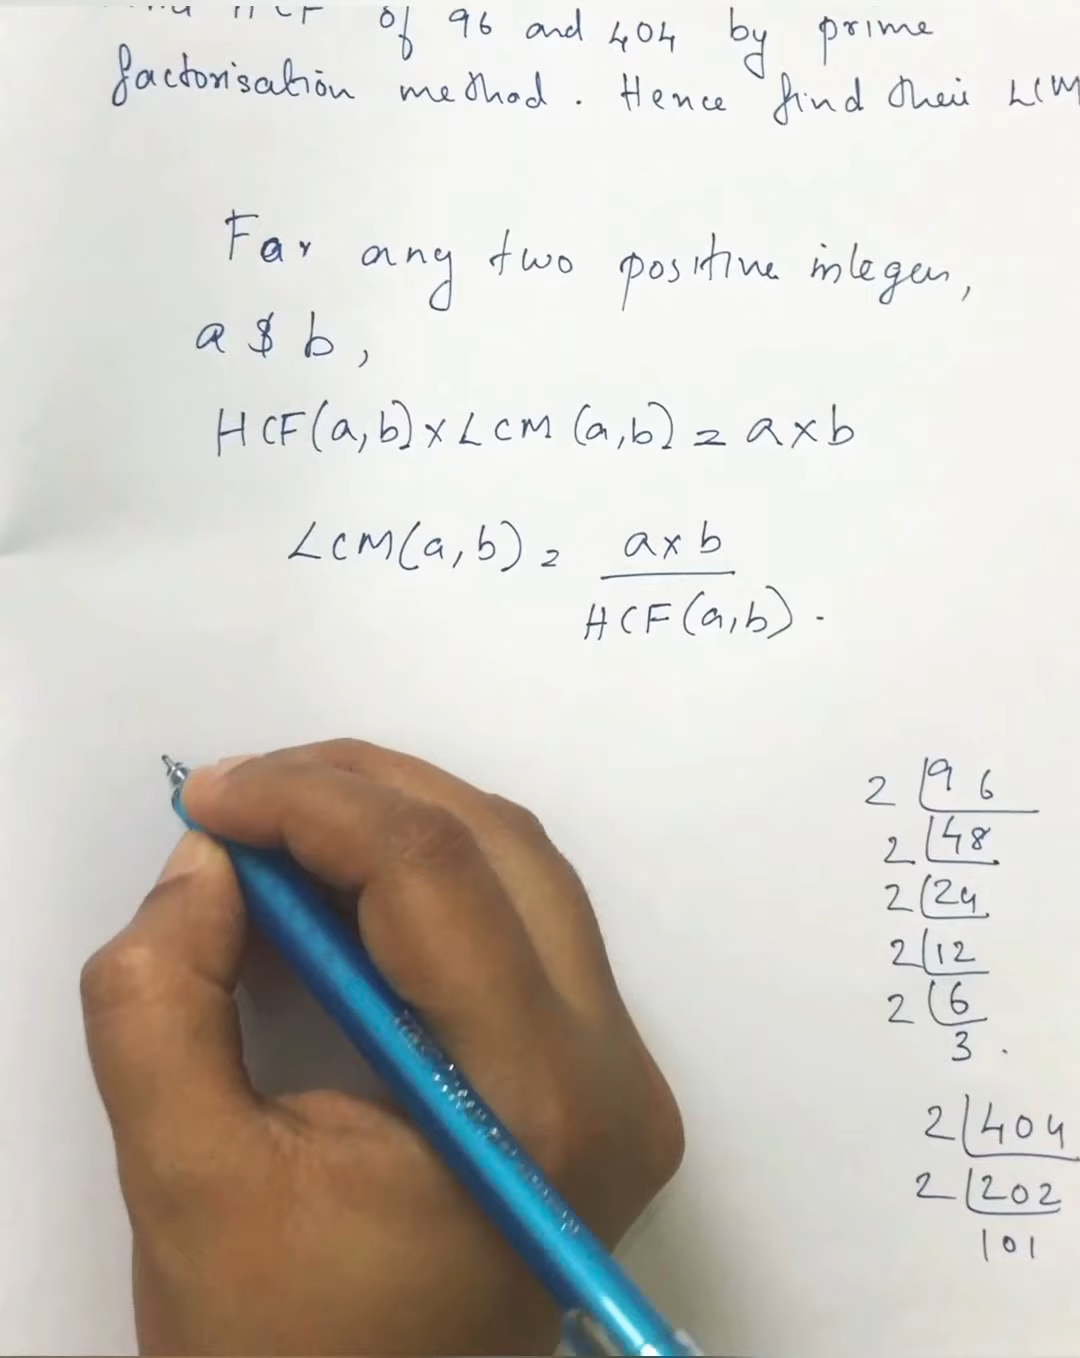 HCF of 96 and 404 by prime
factorisation method. Hence find their LCM
For any two positive integers,
a $ b,
HCF(a,b) x LCM (a,b) = a x b
LCM(a,b) = a x b
HCF(a,b).
2 96
2 48
2 24
2 12
2 6
3.
2 404
2 202
101